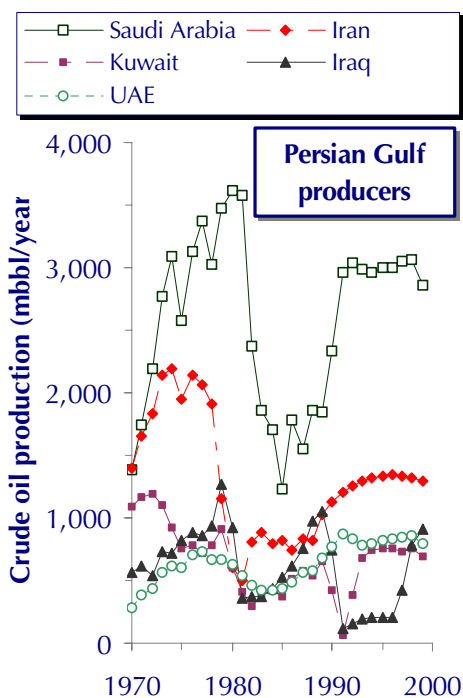 Saudi Arabia
Iran
Kuwait
Iraq
UAE
Persian Gulf
producers
Crude oil production (mbbl/year
4,000
3,000
2,000
1,000
0
1970
1980
1990
2000